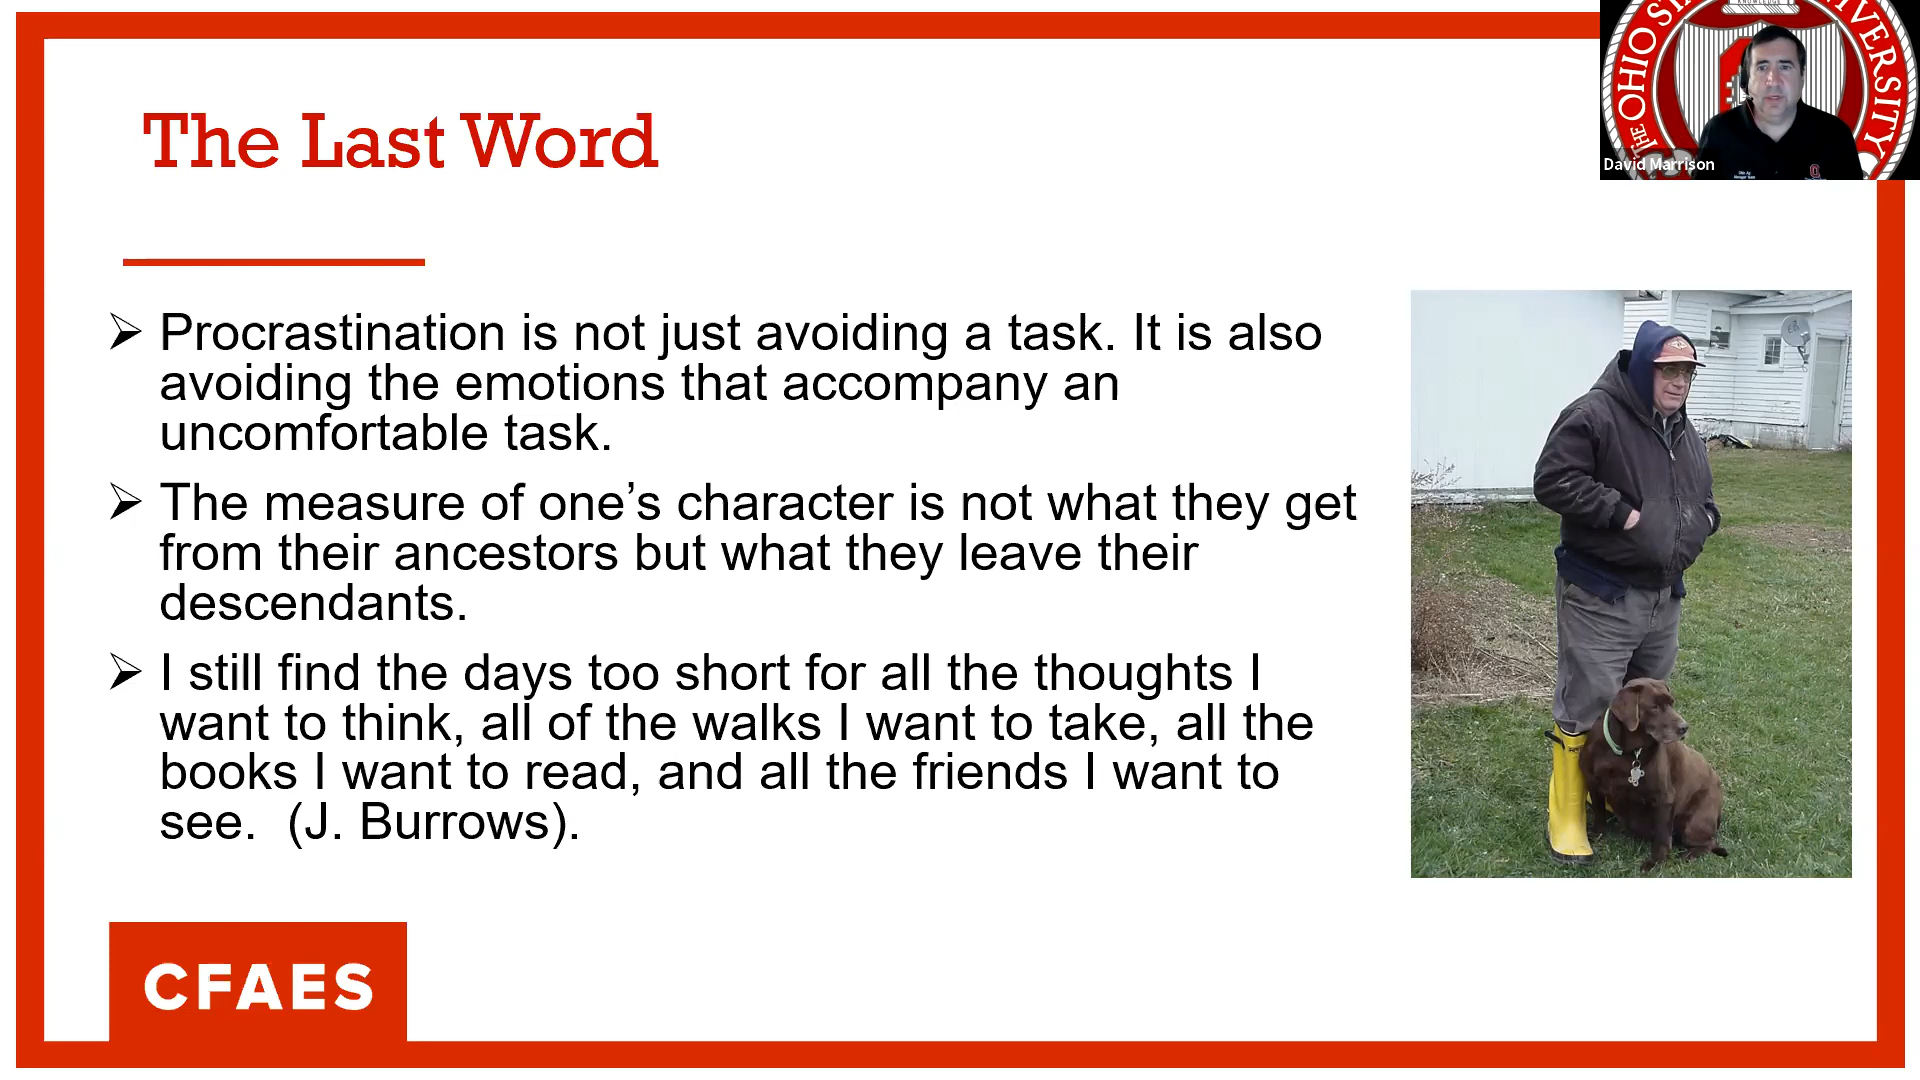 The Last Word
THE OHIO STATE UNIVERSITY
David Marrison
➢ Procrastination is not just avoiding a task. It is also
avoiding the emotions that accompany an
uncomfortable task.
➢ The measure of one’s character is not what they get
from their ancestors but what they leave their
descendants.
➢ I still find the days too short for all the thoughts I
want to think, all of the walks I want to take, all the
books I want to read, and all the friends I want to
see.  (J. Burrows).
CFAES